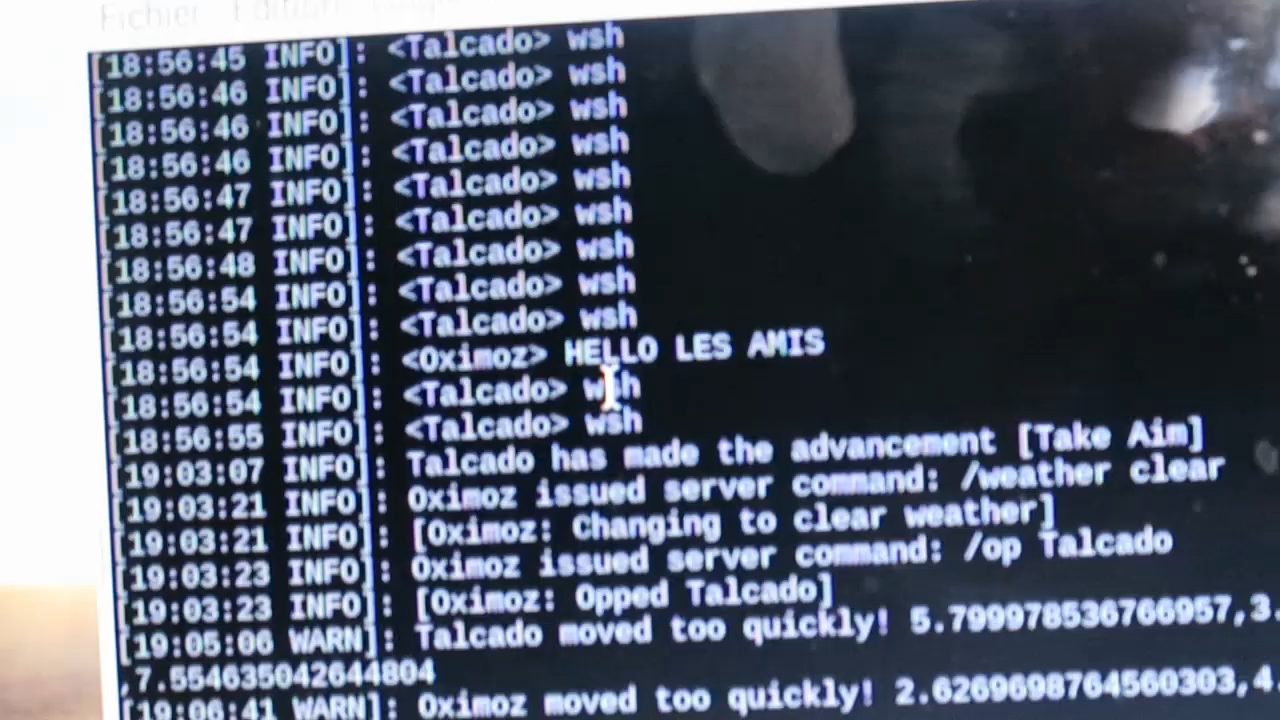 Fichier Édition
[18:56:45 INFO]: <Talcado> wsh
[18:56:46 INFO]: <Talcado> wsh
[18:56:46 INFO]: <Talcado> wsh
[18:56:46 INFO]: <Talcado> wsh
[18:56:47 INFO]: <Talcado> wsh
[18:56:47 INFO]: <Talcado> wsh
[18:56:48 INFO]: <Talcado> wsh
[18:56:54 INFO]: <Talcado> wsh
[18:56:54 INFO]: <Talcado> wsh
[18:56:54 INFO]: <Oximoz> HELLO LES AMIS
[18:56:54 INFO]: <Talcado> wsh
[18:56:55 INFO]: <Talcado> wsh
[19:03:07 INFO]: Talcado has made the advancement [Take Aim]
[19:03:21 INFO]: Oximoz issued server command: /weather clear
[19:03:21 INFO]: [Oximoz: Changing to clear weather]
[19:03:23 INFO]: Oximoz issued server command: /op Talcado
[19:03:23 INFO]: [Oximoz: Opped Talcado]
[19:05:06 WARN]: Talcado moved too quickly! 5.799978536766957,3.
,7.554635042644804
[19:06:41 WARN]: Oximoz moved too quickly! 2.6269698764560303,4.